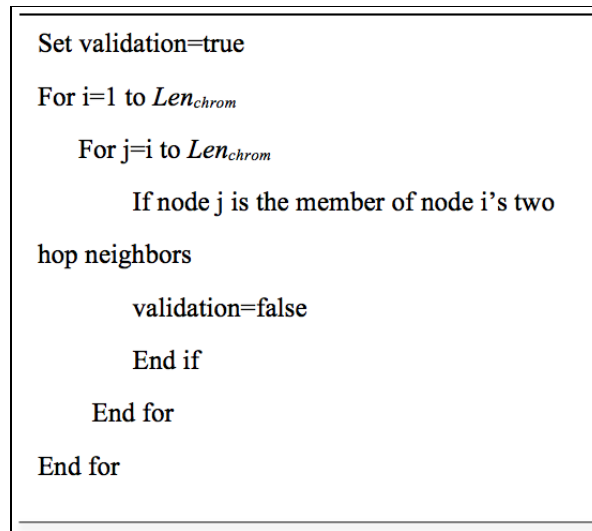 Set validation=true
For i=1 to Lenchrom
For j=i to Lenchrom
If node j is the member of node i’s two
hop neighbors
validation=false
End if
End for
End for